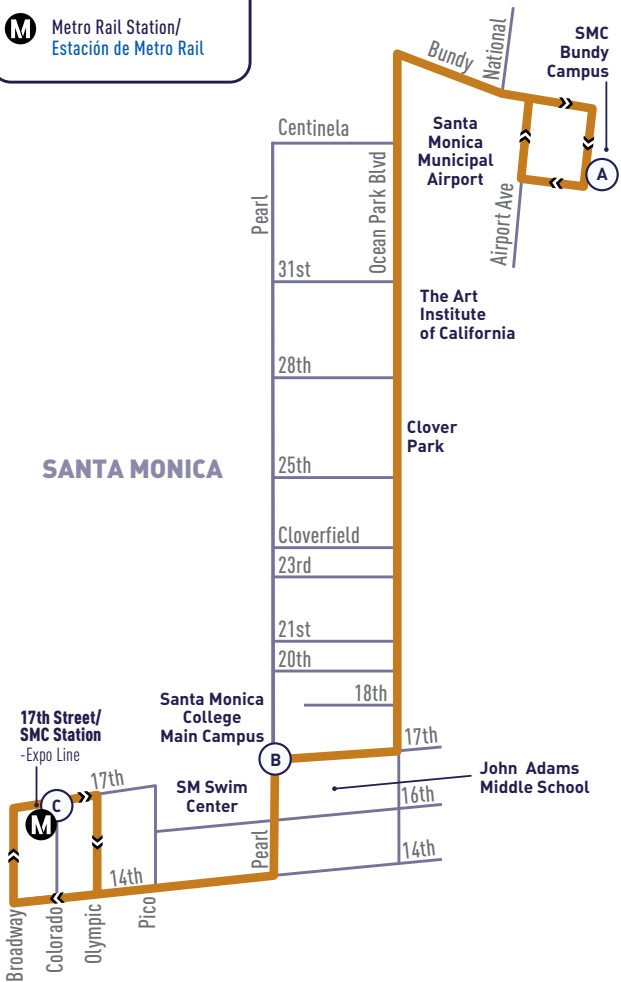 M
Metro Rail Station/
Estación de Metro Rail
SMC
Bundy
Campus
Bundy
National
Santa
Monica
Municipal
Airport
A
Airport Ave
Centinela
Pearl
Ocean Park Blvd
31st
The Art
Institute
of California
28th
Clover
Park
SANTA MONICA
25th
Cloverfield
23rd
21st
20th
18th
Santa Monica
College
Main Campus
17th
B
17th Street/
SMC Station
-Expo Line
C
M
17th
SM Swim
Center
John Adams
Middle School
16th
Pearl
14th
14th
Broadway
Colorado
Olympic
Pico